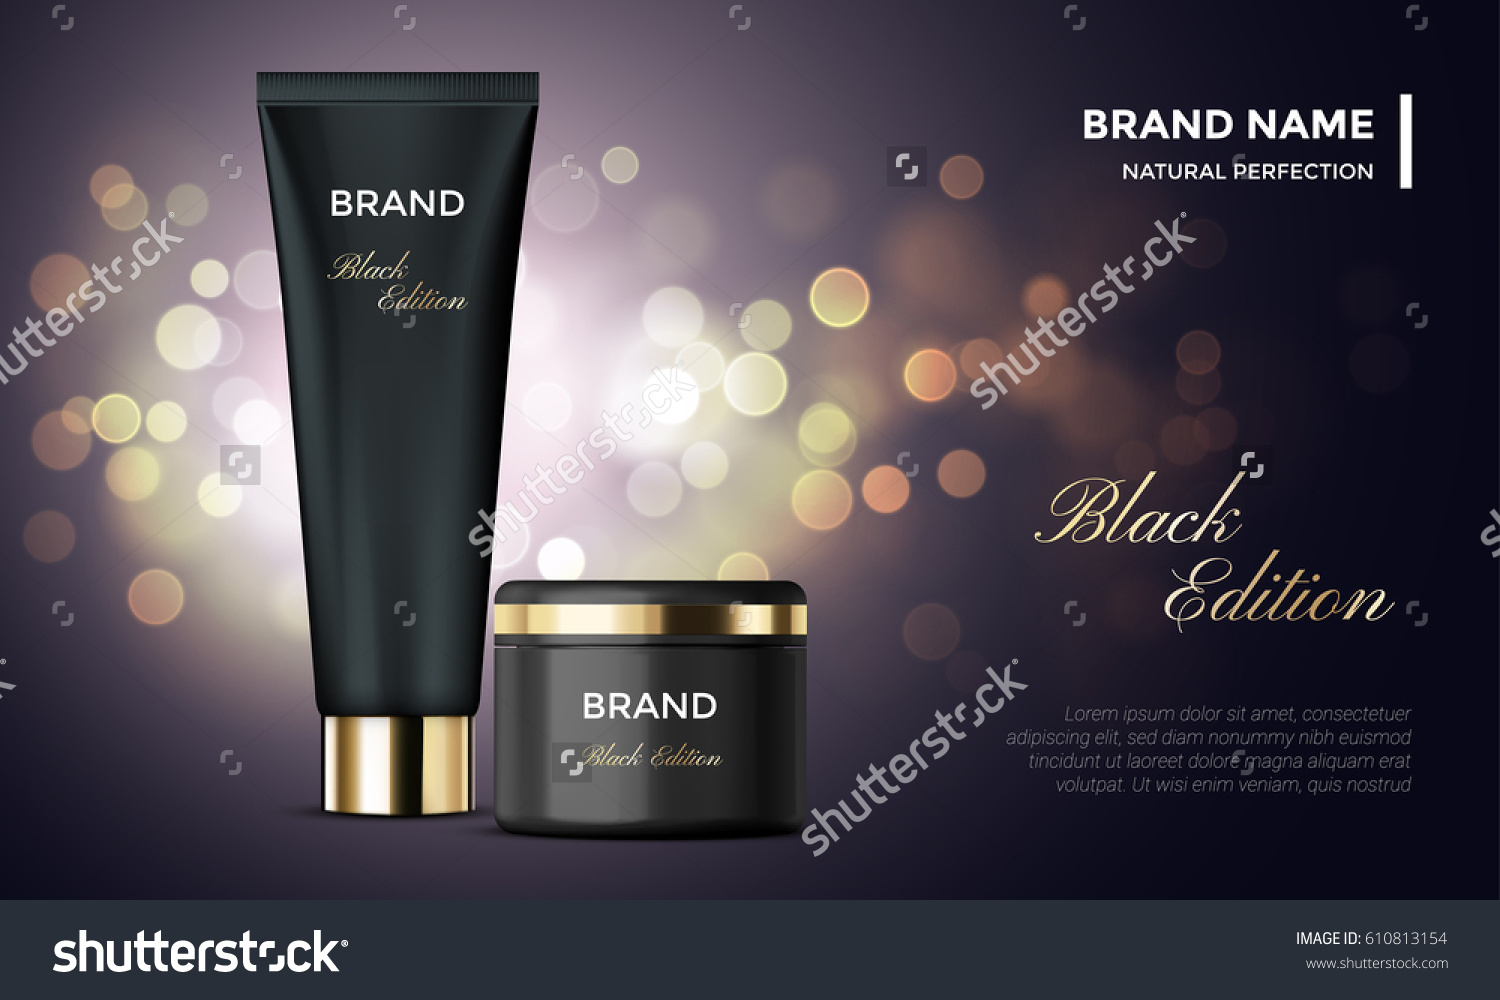 BRAND NAME
NATURAL PERFECTION
BRAND
Black
Edition
Black
Edition
BRAND
Black Edition
Lorem ipsum dolor sit amet, consectetuer
adipiscing elit, sed diam nonummy nibh euismod
tincidunt ut laoreet dolore magna aliquam erat
volutpat. Ut wisi enim veniam, quis nostrud
shutterstock
shutterstock
shutterstock
shutterstock
shutterstock
IMAGE ID: 610813154
www.shutterstock.com